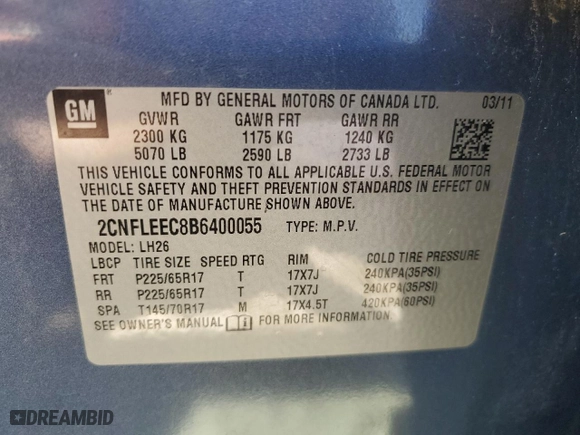 GM
MFD BY GENERAL MOTORS OF CANADA LTD. 03/11
GVWR GAWR FRT GAWR RR
2300 KG 1175 KG 1240 KG
5070 LB 2590 LB 2733 LB
THIS VEHICLE CONFORMS TO ALL APPLICABLE U.S. FEDERAL MOTOR
VEHICLE SAFETY AND THEFT PREVENTION STANDARDS IN EFFECT ON
THE DATE OF MANUFACTURE SHOWN ABOVE.
2CNFLEEC8B6400055 TYPE: M.P.V.
MODEL: LH26
LBCP TIRE SIZE SPEED RTG RIM COLD TIRE PRESSURE
FRT P225/65R17 T 17X7J 240KPA(35PSI)
RR P225/65R17 T 17X7J 240KPA(35PSI)
SPA T145/70R17 M 17X4.5T 420KPA(60PSI)
SEE OWNER'S MANUAL FOR MORE INFORMATION
DREAMBID